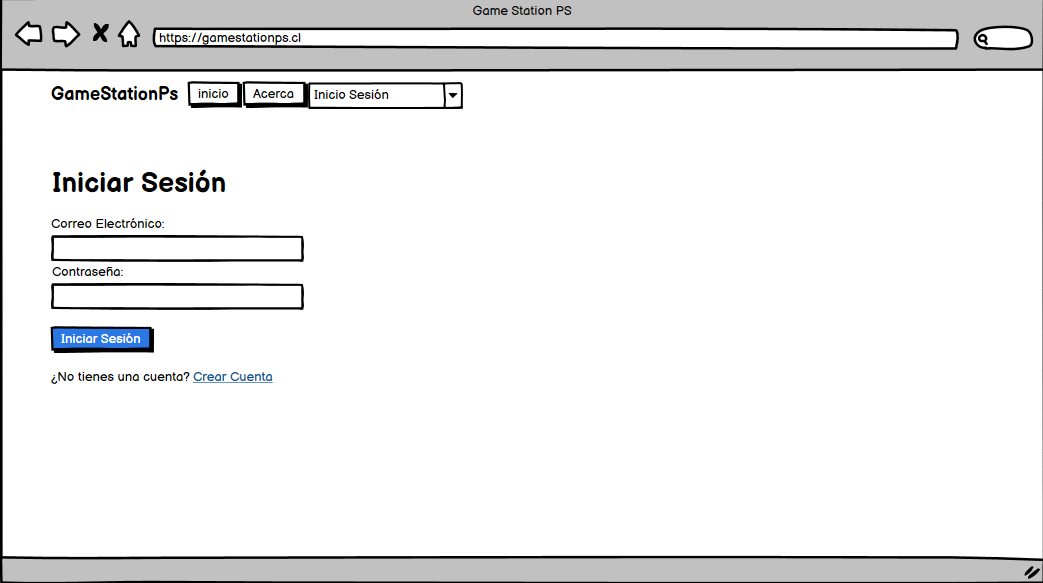 Game Station PS
https://gamestationps.cl
GameStationPs inicio Acerca Inicio Sesión
Iniciar Sesión
Correo Electrónico:
Contraseña:
Iniciar Sesión
¿No tienes una cuenta? Crear Cuenta